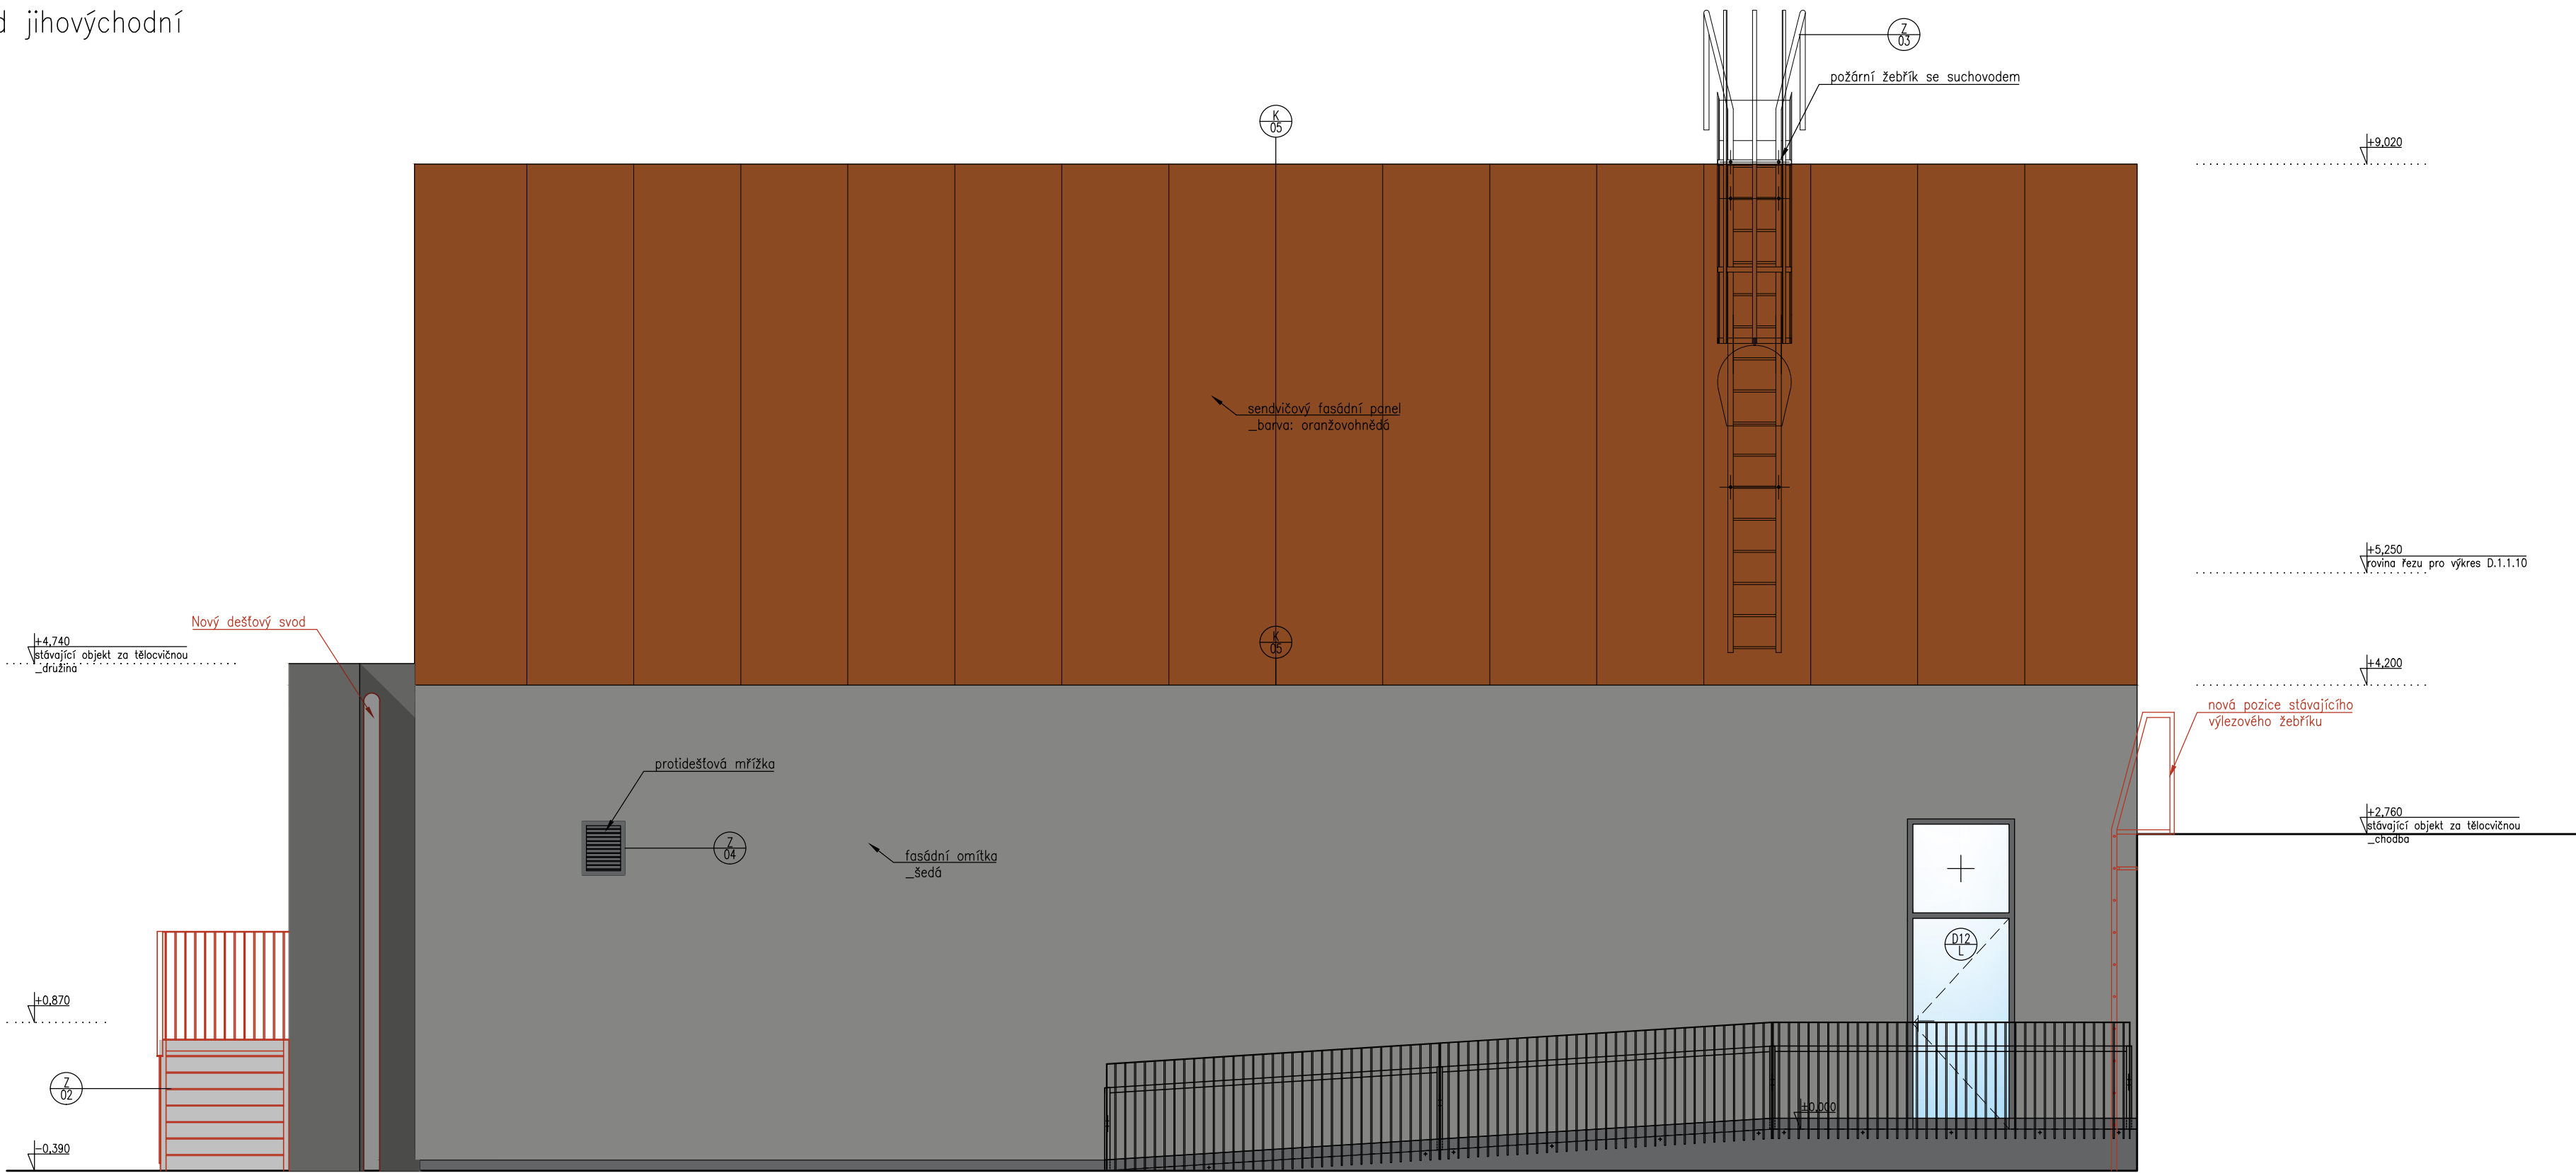 jihovýchodní
Z
03
požární žebřík se suchovodem
K
05
+9,020
sendvičový fasádní panel
_barva: oranžovohnědá
+5,250
rovina řezu pro výkres D.1.1.10
Nový dešťový svod
+4,740
stávající objekt za tělocvičnou
_družina
K
05
+4,200
nová pozice stávajícího
výlezového žebříku
protidešťová mřížka
Z
04
fasádní omítka
_šedá
+2,760
stávající objekt za tělocvičnou
_chodba
D12
L
+0,870
Z
02
±0,000
-0,390